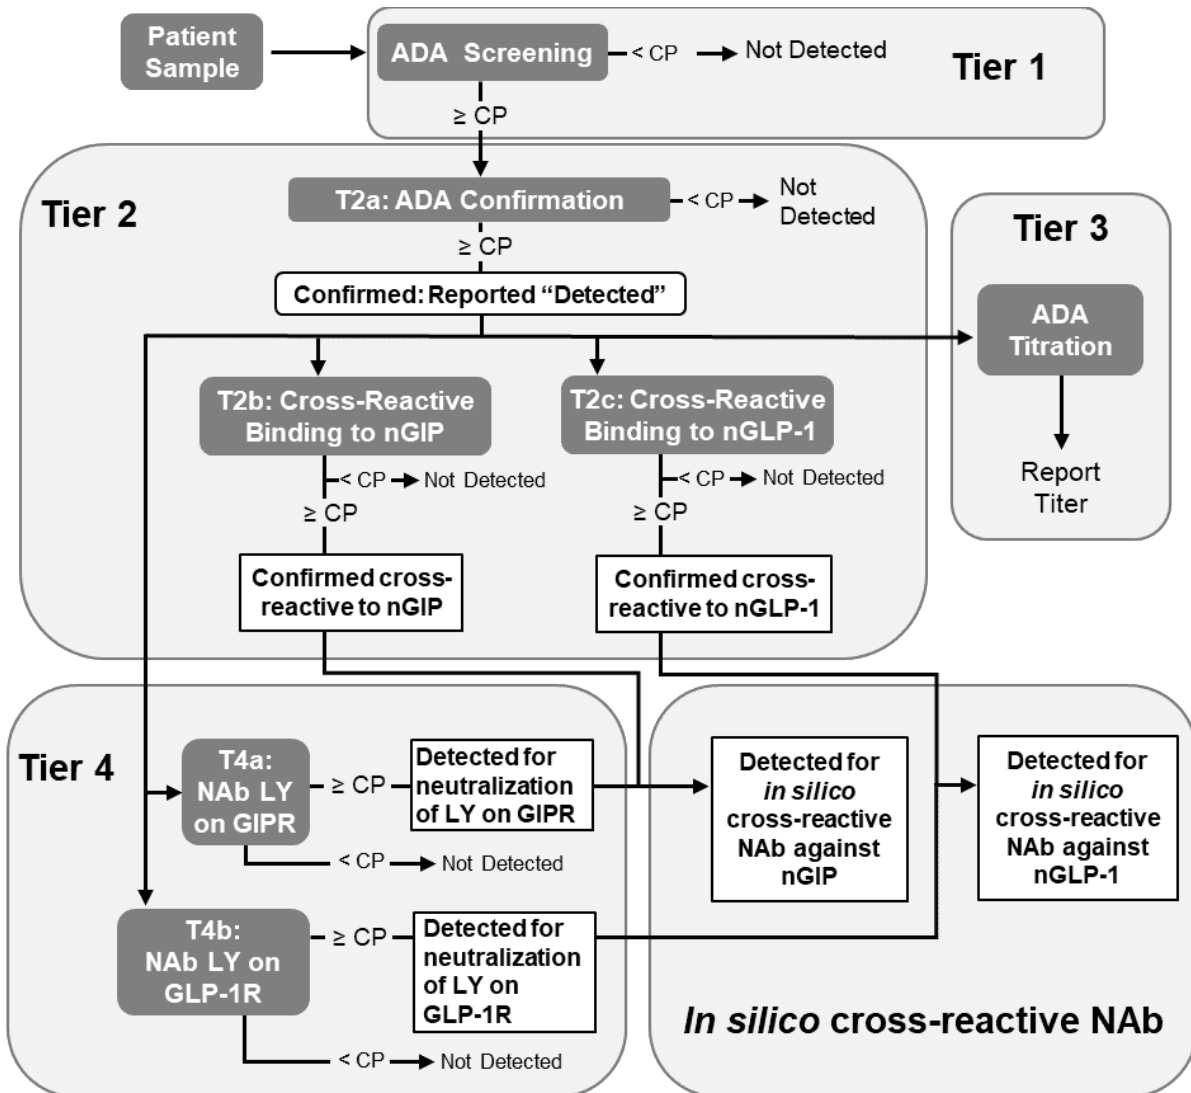 Patient
Sample
ADA Screening
< CP
Not Detected
Tier 1
≥ CP
Tier 2
T2a: ADA Confirmation
< CP
Not
Detected
≥ CP
Confirmed: Reported “Detected”
Tier 3
ADA
Titration
Report
Titer
T2b: Cross-Reactive
Binding to nGIP
< CP
Not Detected
≥ CP
Confirmed cross-
reactive to nGIP
T2c: Cross-Reactive
Binding to nGLP-1
< CP
Not Detected
≥ CP
Confirmed cross-
reactive to nGLP-1
Tier 4
T4a:
NAb LY
on GIPR
≥ CP
Detected for
neutralization
of LY on GIPR
< CP
Not Detected
T4b:
NAb LY on
GLP-1R
≥ CP
Detected for
neutralization
of LY on
GLP-1R
< CP
Not Detected
Detected for
in silico
cross-reactive
NAb against
nGIP
Detected for
in silico
cross-reactive
NAb against
nGLP-1
In silico cross-reactive NAb